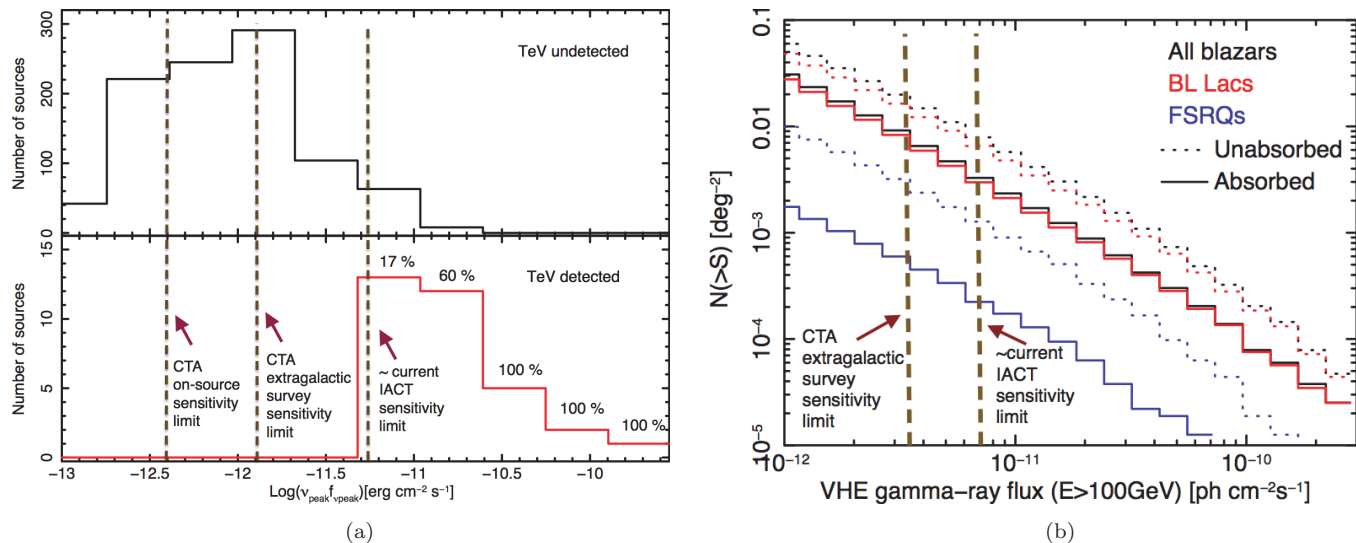 300
200
100
0
Number of sources
TeV undetected
15
10
5
0
Number of sources
TeV detected
17 %
60 %
100 %
100 %
100 %
CTA
on-source
sensitivity
limit
CTA
extragalactic
survey
sensitivity
limit
~ current
IACT
sensitivity
limit
−13
−12.5
−12
−11.5
−11
−10.5
−10
Log(νpeakfνpeak)[erg cm−2 s−1]
(a)
0.1
0.01
10−3
10−4
10−5
N(>S) [deg−2]
All blazars
BL Lacs
FSRQs
Unabsorbed
Absorbed
CTA
extragalactic
survey
sensitivity
limit
~current
IACT
sensitivity
limit
10−12
10−11
10−10
VHE gamma−ray flux (E>100GeV) [ph cm−2s−1]
(b)